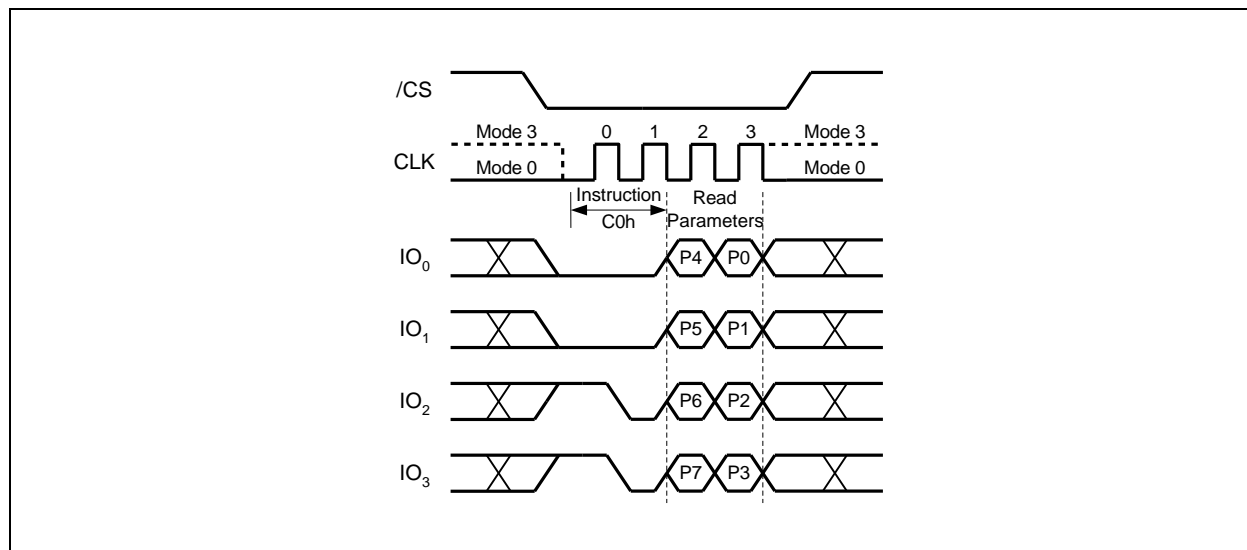 /CS
Mode 3 0 1 2 3 Mode 3
CLK Mode 0 Mode 0
Instruction Read
C0h Parameters
IO0 P4 P0
IO1 P5 P1
IO2 P6 P2
IO3 P7 P3